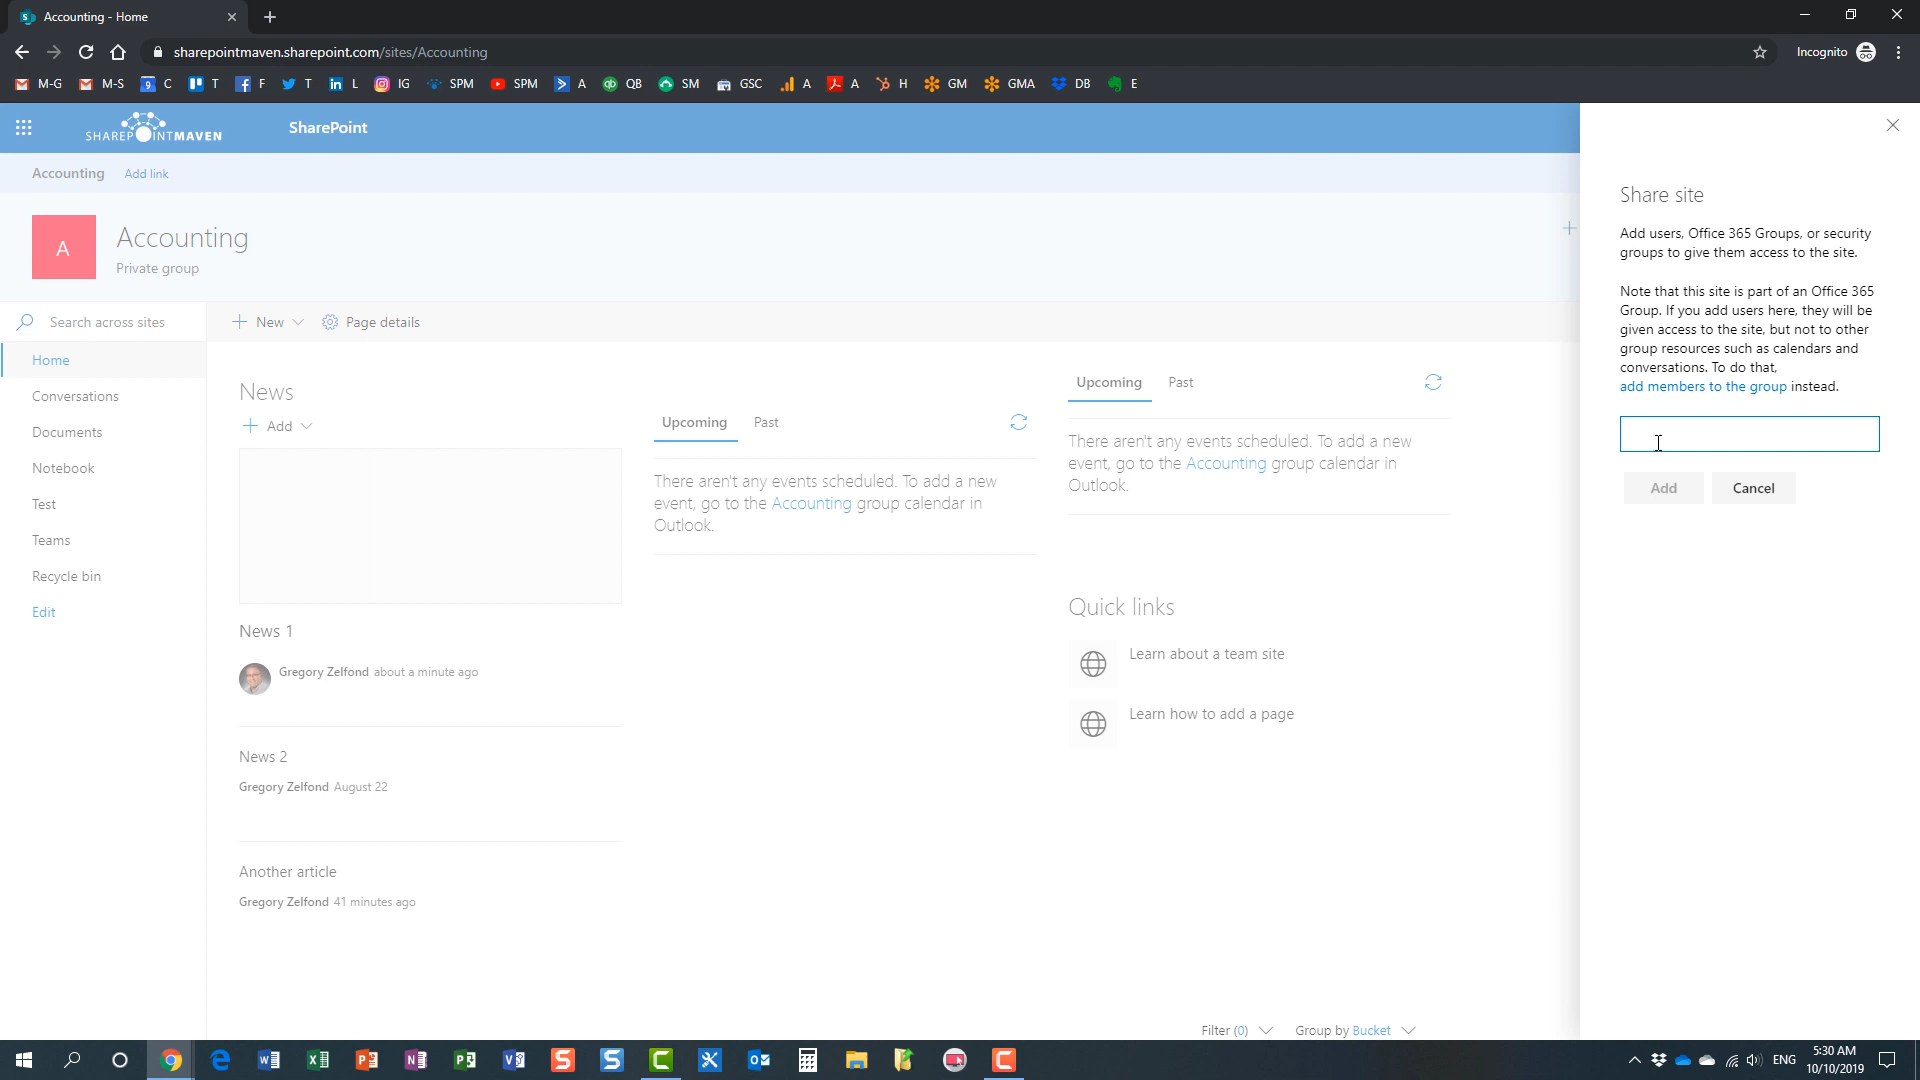 Accounting - Home
sharepointmaven.sharepoint.com/sites/Accounting
Incognito
M-G M-S 9 C T F T L IG SPM SPM A QB SM GSC A A H GM GMA DB E
SHAREPOINTMAVEN
SharePoint
Accounting Add link
A
Accounting
Private group
Search across sites
New
Page details
Home
Conversations
Documents
Notebook
Test
Teams
Recycle bin
Edit
News
Add
News 1
Gregory Zelfond about a minute ago
News 2
Gregory Zelfond August 22
Another article
Gregory Zelfond 41 minutes ago
Upcoming Past
There aren't any events scheduled. To add a new
event, go to the Accounting group calendar in
Outlook.
Upcoming Past
There aren't any events scheduled. To add a new
event, go to the Accounting group calendar in
Outlook.
Quick links
Learn about a team site
Learn how to add a page
Filter (0)
Group by Bucket
Share site
Add users, Office 365 Groups, or security
groups to give them access to the site.
Note that this site is part of an Office 365
Group. If you add users here, they will be
given access to the site, but not to other
group resources such as calendars and
conversations. To do that,
add members to the group instead.
Add
Cancel
ENG
5:30 AM
10/10/2019